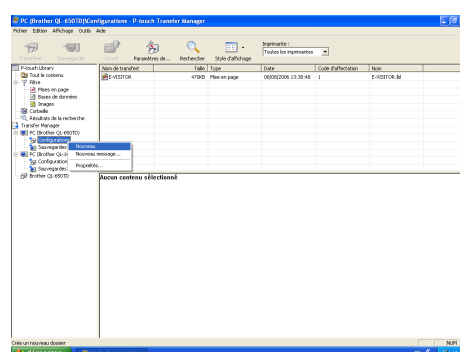 PC (Brother QL-650TD)\Configurations - P-touch Transfer Manager
Fichier Edition Affichage Outils Aide
Transférer Sauvegarder Ouvrir Paramètres de... Rechercher Style d'affichage
Imprimante :
Toutes les imprimantes
P-touch Library
Tout le contenu
Filtre
Mises en page
Bases de données
Images
Corbeille
Résultats de la recherche
Transfer Manager
PC (Brother QL-650TD)
Configurations
Sauvegardes
Configuration
Sauvegardes
Brother QL-650TD
Nouveau
Nouveau message...
Propriétés...
Nom de transfert Taille Type Date Code d'affectation Nom
E-VISITOR 478KB Mise en page 08/08/2006 13:30:48 1 E-VISITOR.lbl
Aucun contenu sélectionné
Crée un nouveau dossier
NUM